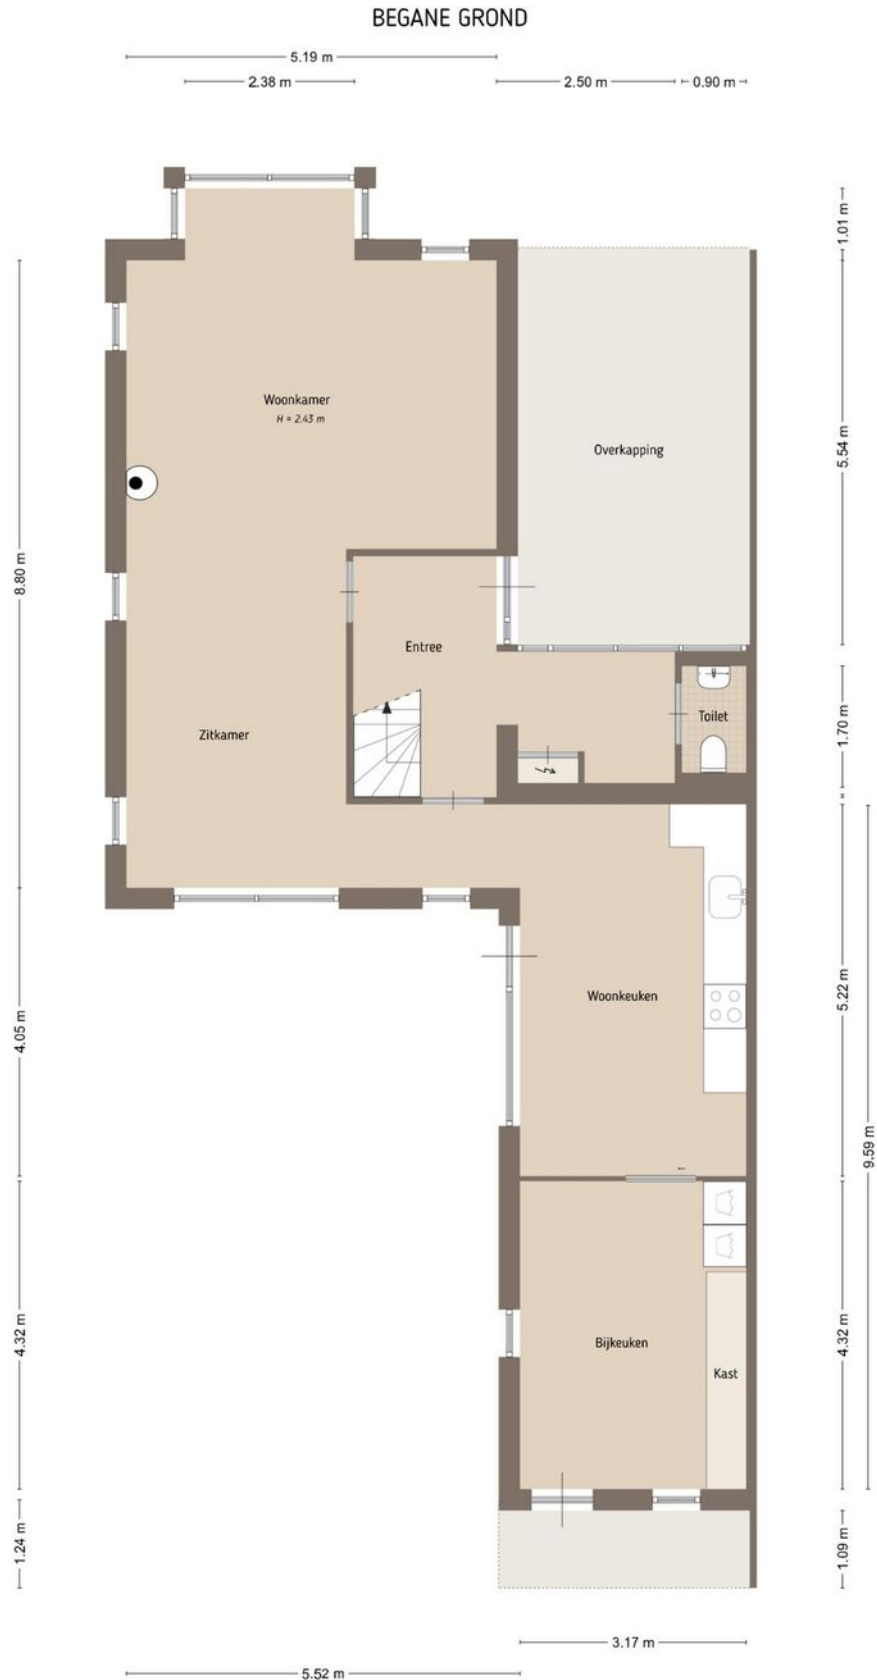 BEGANE GROND
5.19 m
2.38 m
2.50 m
0.90 m
1.01 m
Woonkamer
H = 2.43 m
Overkapping
5.54 m
8.80 m
Entree
Toilet
1.70 m
Zitkamer
Woonkeuken
5.22 m
4.05 m
9.59 m
Bijkeuken
4.32 m
4.32 m
Kast
1.24 m
1.09 m
3.17 m
5.52 m